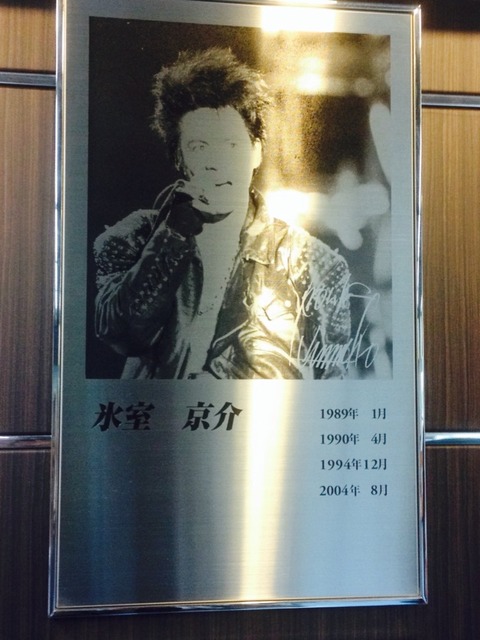 氷室 京介
1989年 1月
1990年 4月
1994年12月
2004年 8月